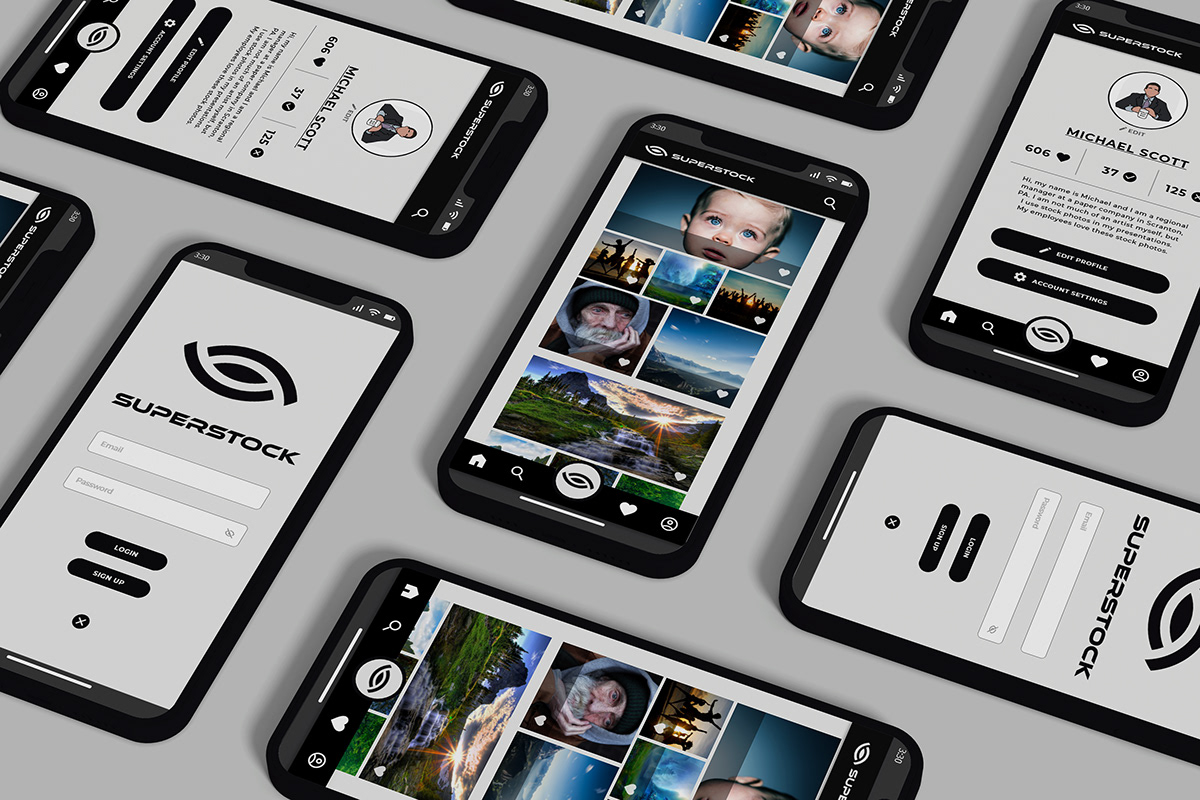 3:30
SUPERSTOCK
MICHAEL SCOTT
EDIT
606
37
125
Hi, my name is Michael and I am a regional
manager at a paper company in Scranton,
PA. I am not much of an artist myself, but
I use stock photos in my presentations.
My employees love these stock photos.
EDIT PROFILE
ACCOUNT SETTINGS
SUPERSTOCK
3:30
SUPERSTOCK
SUPERSTOCK
EDIT
MICHAEL SCOTT
606
37
125
Hi, my name is Michael and I am a regional
manager at a paper company in Scranton,
PA. I am not much of an artist myself, but
I use stock photos in my presentations.
My employees love these stock photos.
EDIT PROFILE
ACCOUNT SETTINGS
3:30
SUPERSTOCK
3:30
SUPERSTOCK
Email
Password
LOGIN
SIGN UP
SUPERSTOCK
Email
Password
LOGIN
SIGN UP
3:30
SUPERSTOCK